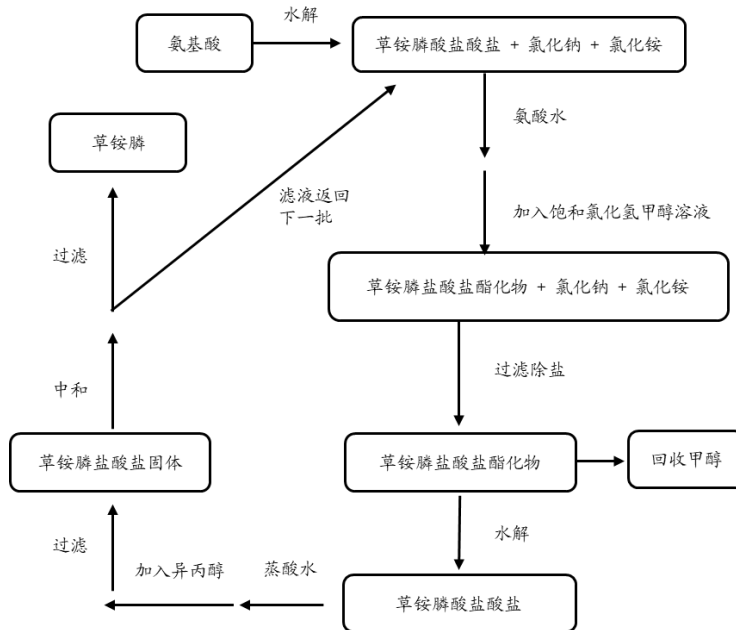 氨基酸
水解
草铵膦酸盐酸盐 + 氯化钠 + 氯化铵
氨酸水
草铵膦
滤液返回
下一批
加入饱和氯化氢甲醇溶液
过滤
草铵膦盐酸盐酯化物 + 氯化钠 + 氯化铵
过滤除盐
中和
草铵膦盐酸盐固体
草铵膦盐酸盐酯化物
回收甲醇
水解
过滤
加入异丙醇
蒸酸水
草铵膦酸盐酸盐